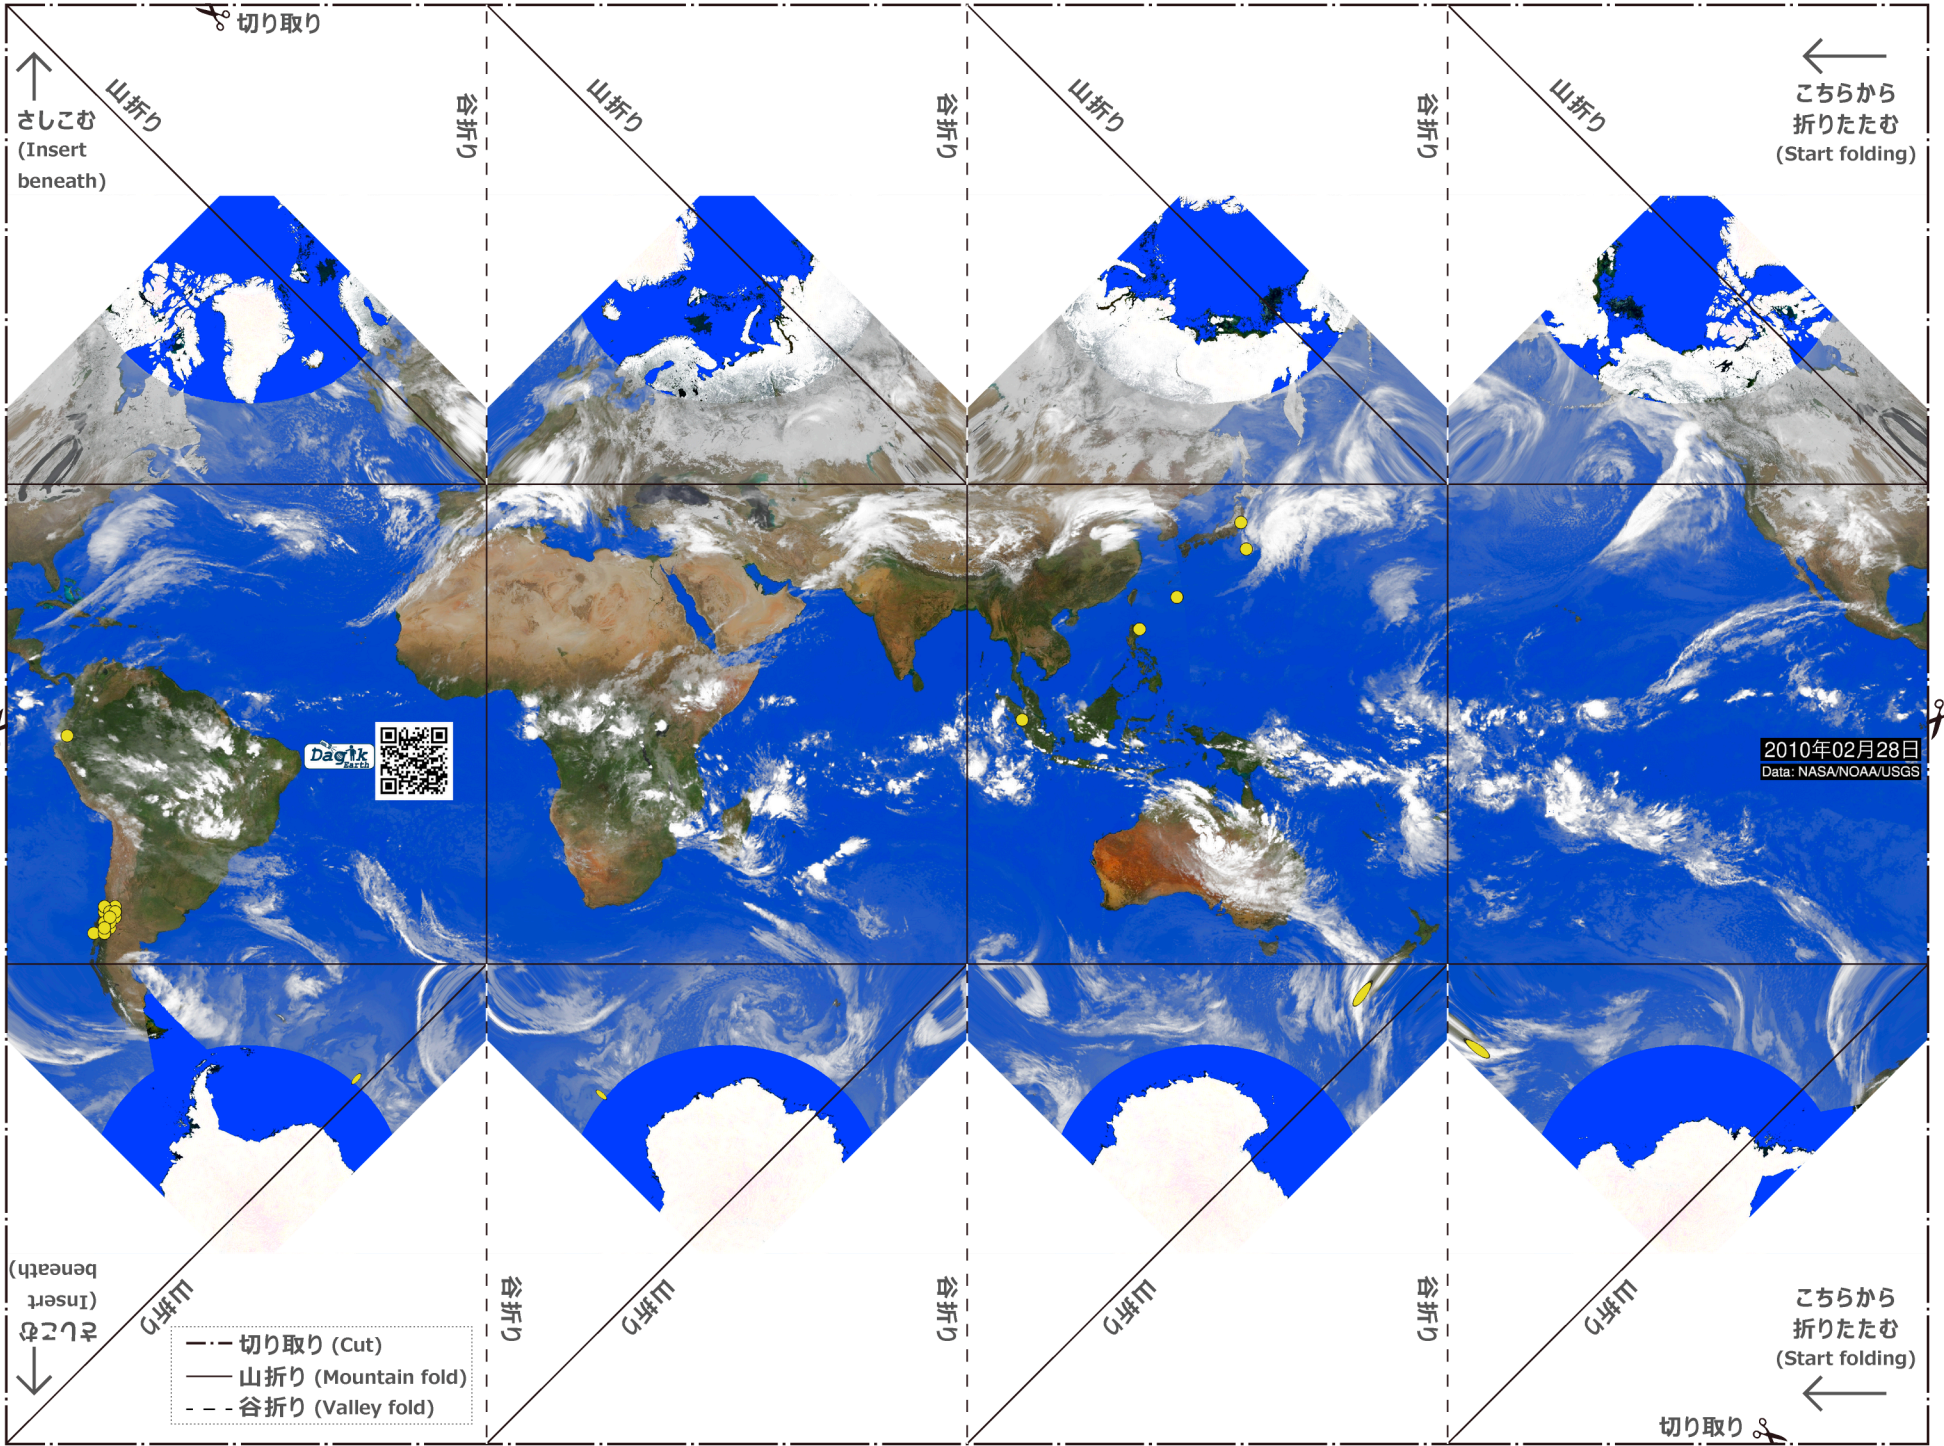 切り取り
山折り
谷折り
山折り
谷折り
山折り
谷折り
山折り
さしこむ
(Insert
beneath)
こちらから
折りたたむ
(Start folding)
Dagik
Earth
2010年02月28日
Data: NASA/NOAA/USGS
さしこむ
(Insert
beneath)
山折り
谷折り
山折り
谷折り
山折り
谷折り
山折り
こちらから
折りたたむ
(Start folding)
切り取り (Cut)
山折り (Mountain fold)
谷折り (Valley fold)
切り取り